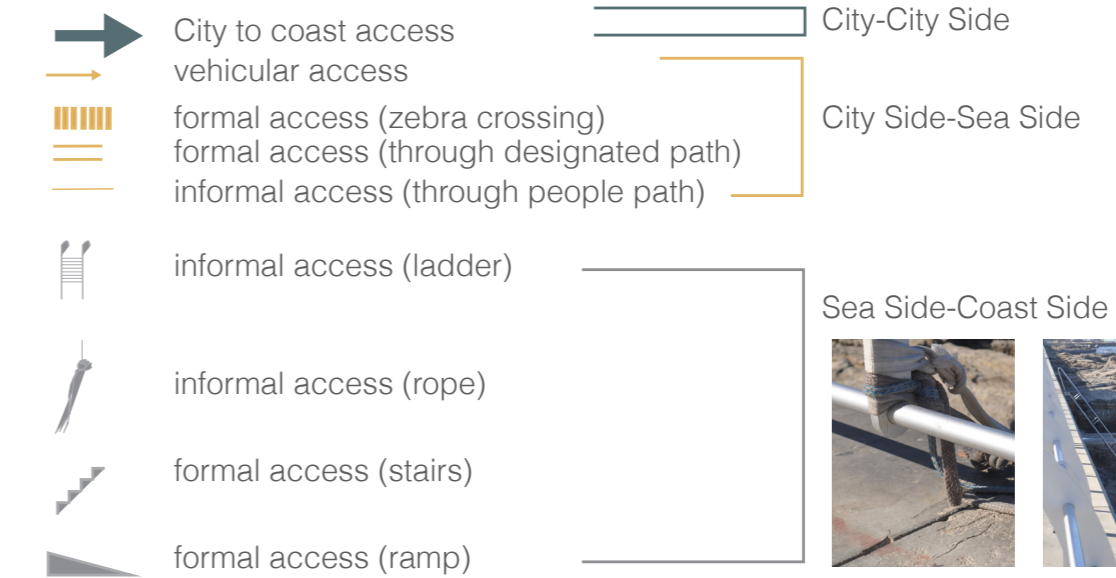 City to coast access
City-City Side
vehicular access
formal access (zebra crossing)
City Side-Sea Side
formal access (through designated path)
informal access (through people path)
informal access (ladder)
Sea Side-Coast Side
informal access (rope)
formal access (stairs)
formal access (ramp)